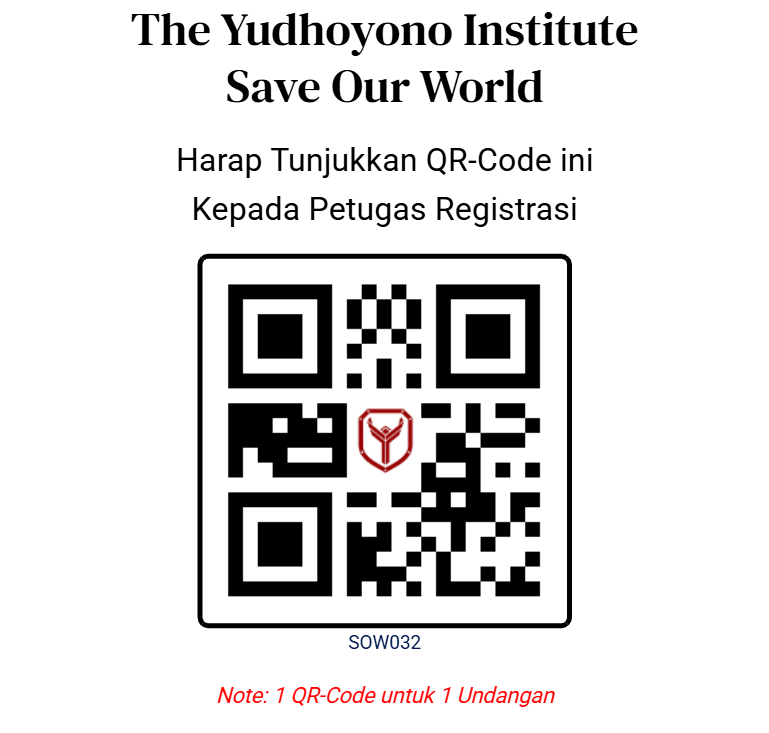 The Yudhoyono Institute
Save Our World
Harap Tunjukkan QR-Code ini
Kepada Petugas Registrasi
SOW032
Note: 1 QR-Code untuk 1 Undangan